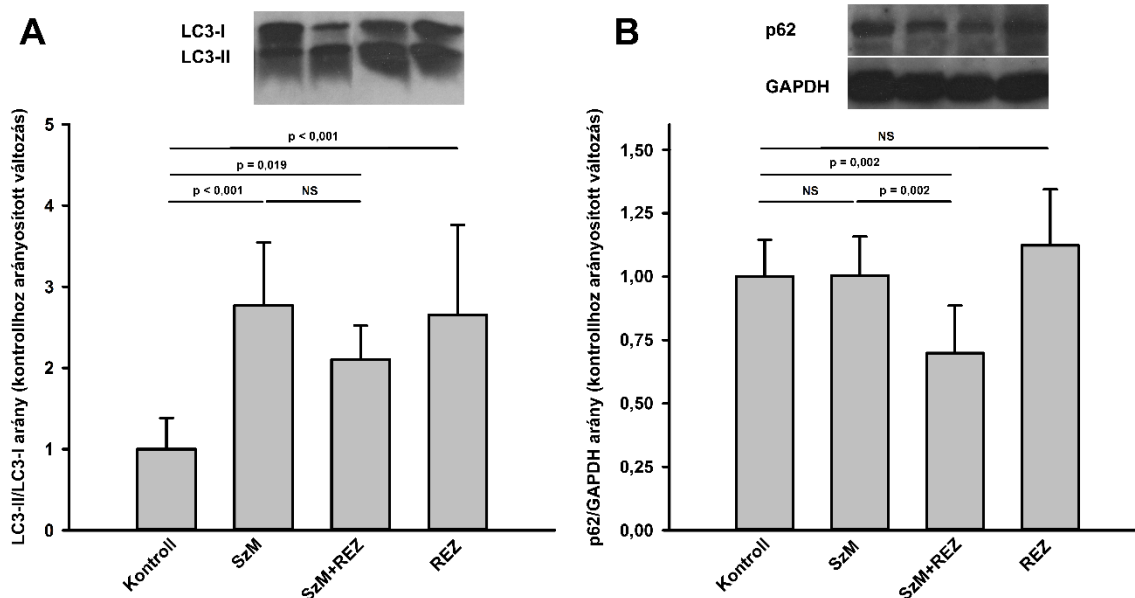 A
LC3-I
LC3-II
LC3-II/LC3-I arány (kontrollhoz arányosított változás)
5
4
3
2
1
0
p < 0,001
p = 0,019
p < 0,001
NS
Kontroll
SzM
SzM+REZ
REZ
B
p62
GAPDH
p62/GAPDH arány (kontrollhoz arányosított változás)
1,50
1,25
1,00
0,75
0,50
0,25
0,00
NS
p = 0,002
NS
p = 0,002
Kontroll
SzM
SzM+REZ
REZ